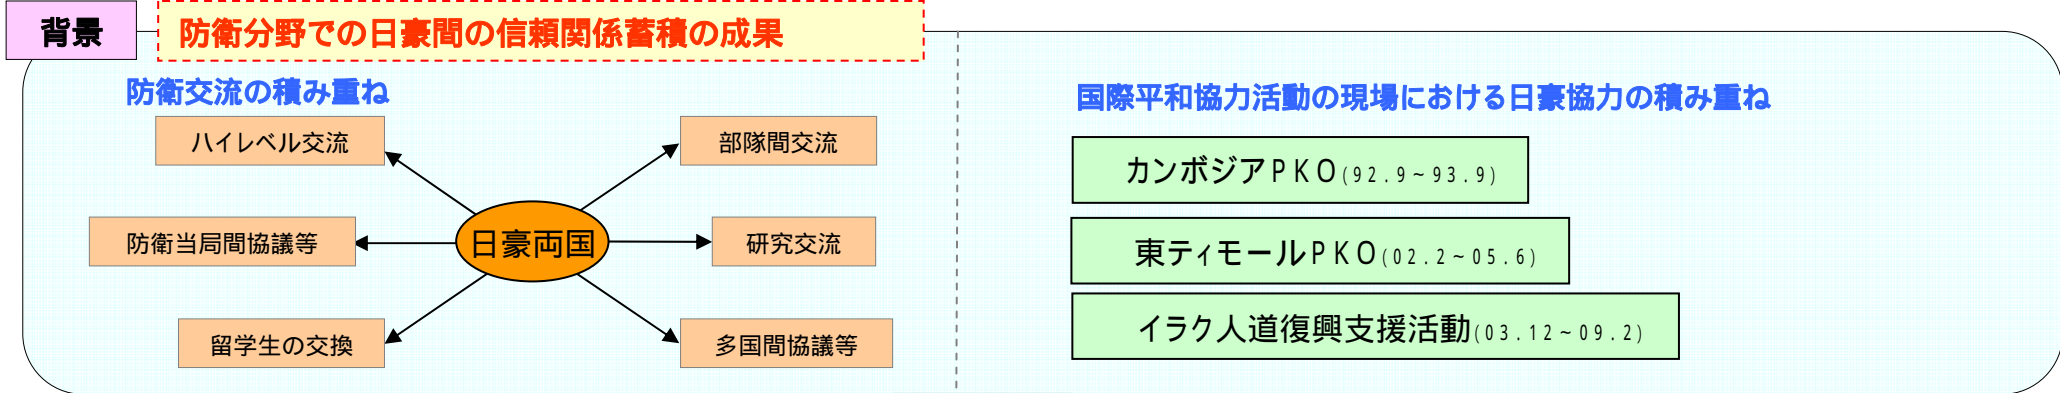 背景
防衛分野での日豪間の信頼関係蓄積の成果
防衛交流の積み重ね
ハイレベル交流
部隊間交流
防衛当局間協議等
日豪両国
研究交流
留学生の交換
多国間協議等
国際平和協力活動の現場における日豪協力の積み重ね
カンボジアPKO(92.9~93.9)
東ティモールPKO(02.2~05.6)
イラク人道復興支援活動(03.12~09.2)